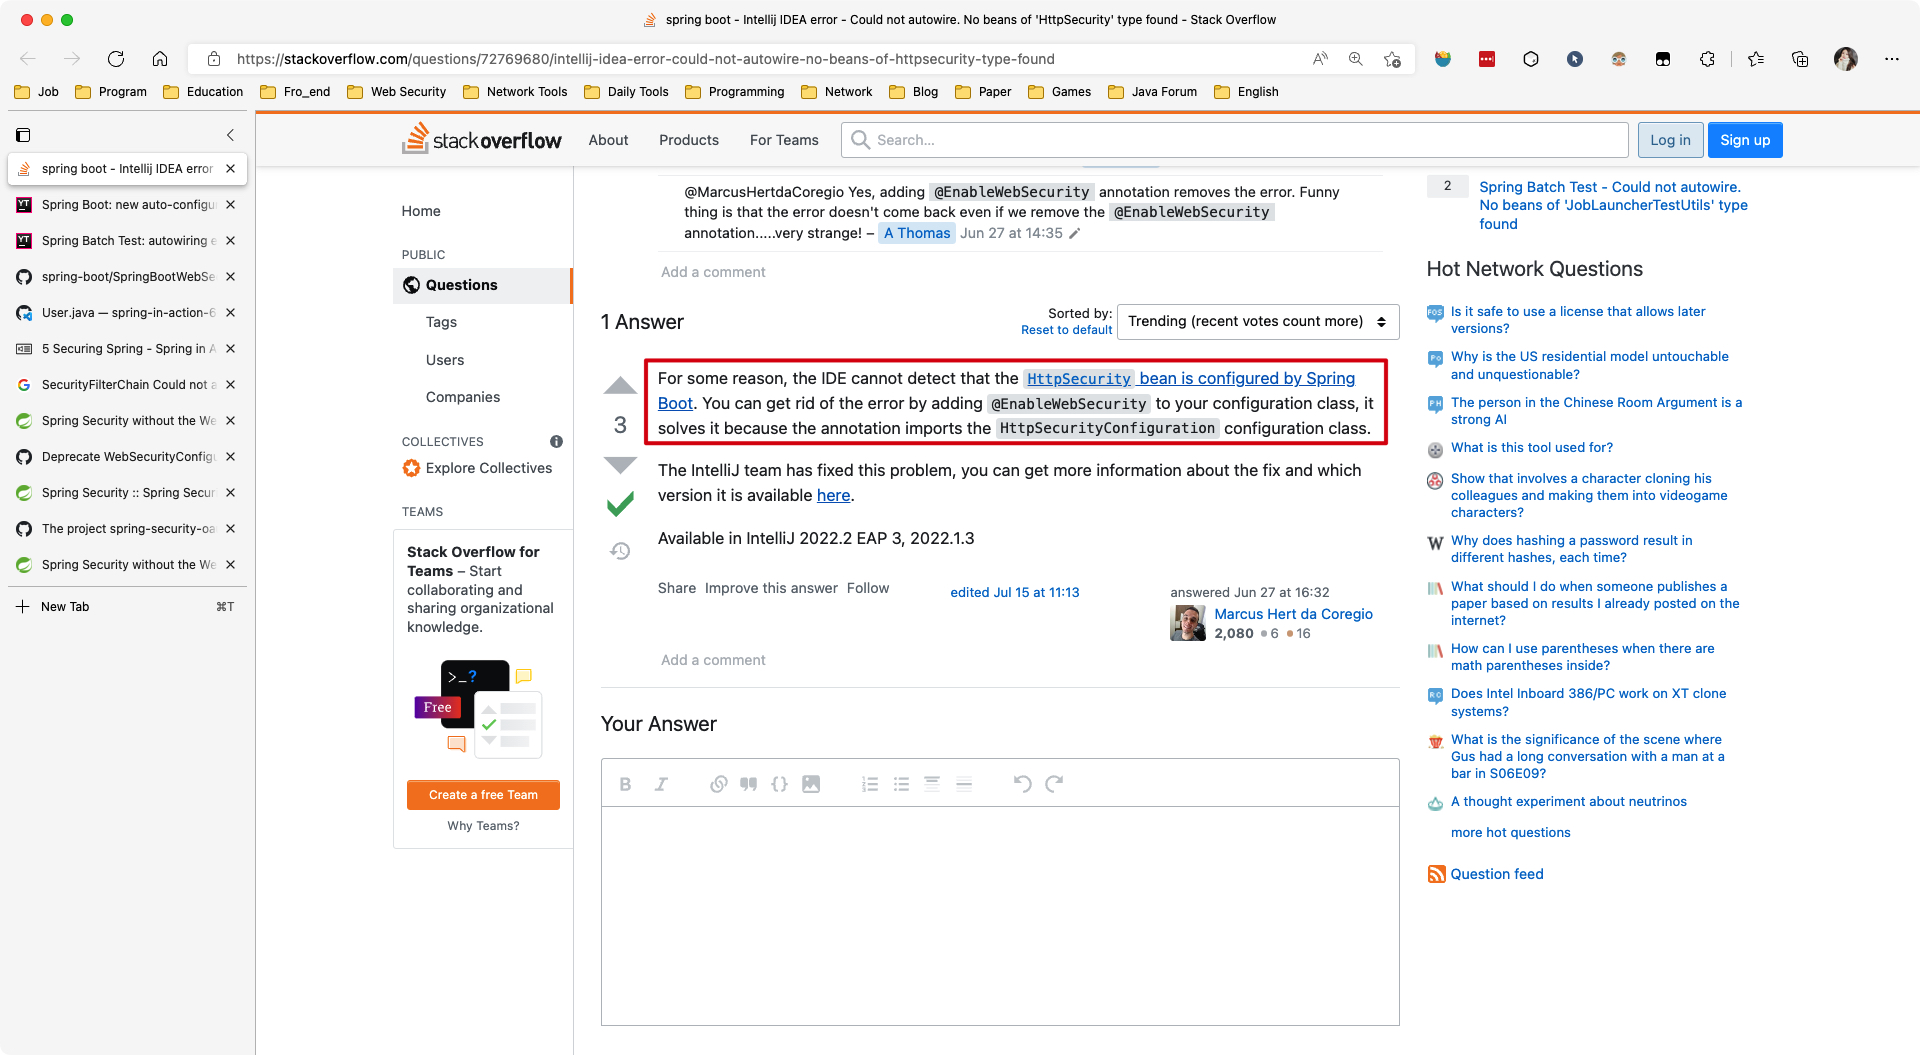 spring boot - Intellij IDEA error - Could not autowire. No beans of 'HttpSecurity' type found - Stack Overflow
https://stackoverflow.com/questions/72769680/intellij-idea-error-could-not-autowire-no-beans-of-httpsecurity-type-found
Job Program Education Fro_end Web Security Network Tools Daily Tools Programming Network Blog Paper Games Java Forum English
spring boot - Intellij IDEA error
Spring Boot: new auto-configu
Spring Batch Test: autowiring e
spring-boot/SpringBootWebSe
User.java — spring-in-action-6
5 Securing Spring - Spring in A
SecurityFilterChain Could not a
Spring Security without the We
Deprecate WebSecurityConfigu
Spring Security :: Spring Secur
The project spring-security-oa
Spring Security without the We
New Tab ⌘T
stackoverflow About Products For Teams Search... Log in Sign up
Home
PUBLIC
Questions
Tags
Users
Companies
COLLECTIVES
Explore Collectives
TEAMS
Stack Overflow for
Teams – Start
collaborating and
sharing organizational
knowledge.
>_?
Free
Create a free Team
Why Teams?
@MarcusHertdaCoregio Yes, adding @EnableWebSecurity annotation removes the error. Funny
thing is that the error doesn't come back even if we remove the @EnableWebSecurity
annotation.....very strange! – A Thomas Jun 27 at 14:35
Add a comment
1 Answer
Sorted by:
Reset to default
Trending (recent votes count more)
3
For some reason, the IDE cannot detect that the HttpSecurity bean is configured by Spring
Boot. You can get rid of the error by adding @EnableWebSecurity to your configuration class, it
solves it because the annotation imports the HttpSecurityConfiguration configuration class.
The IntelliJ team has fixed this problem, you can get more information about the fix and which
version it is available here.
Available in IntelliJ 2022.2 EAP 3, 2022.1.3
Share Improve this answer Follow
edited Jul 15 at 11:13
answered Jun 27 at 16:32
Marcus Hert da Coregio
2,080 6 16
Add a comment
Your Answer
2
Spring Batch Test - Could not autowire.
No beans of 'JobLauncherTestUtils' type
found
Hot Network Questions
Is it safe to use a license that allows later
versions?
Why is the US residential model untouchable
and unquestionable?
The person in the Chinese Room Argument is a
strong AI
What is this tool used for?
Show that involves a character cloning his
colleagues and making them into videogame
characters?
Why does hashing a password result in
different hashes, each time?
What should I do when someone publishes a
paper based on results I already posted on the
internet?
How can I use parentheses when there are
math parentheses inside?
Does Intel Inboard 386/PC work on XT clone
systems?
What is the significance of the scene where
Gus had a long conversation with a man at a
bar in S06E09?
A thought experiment about neutrinos
more hot questions
Question feed